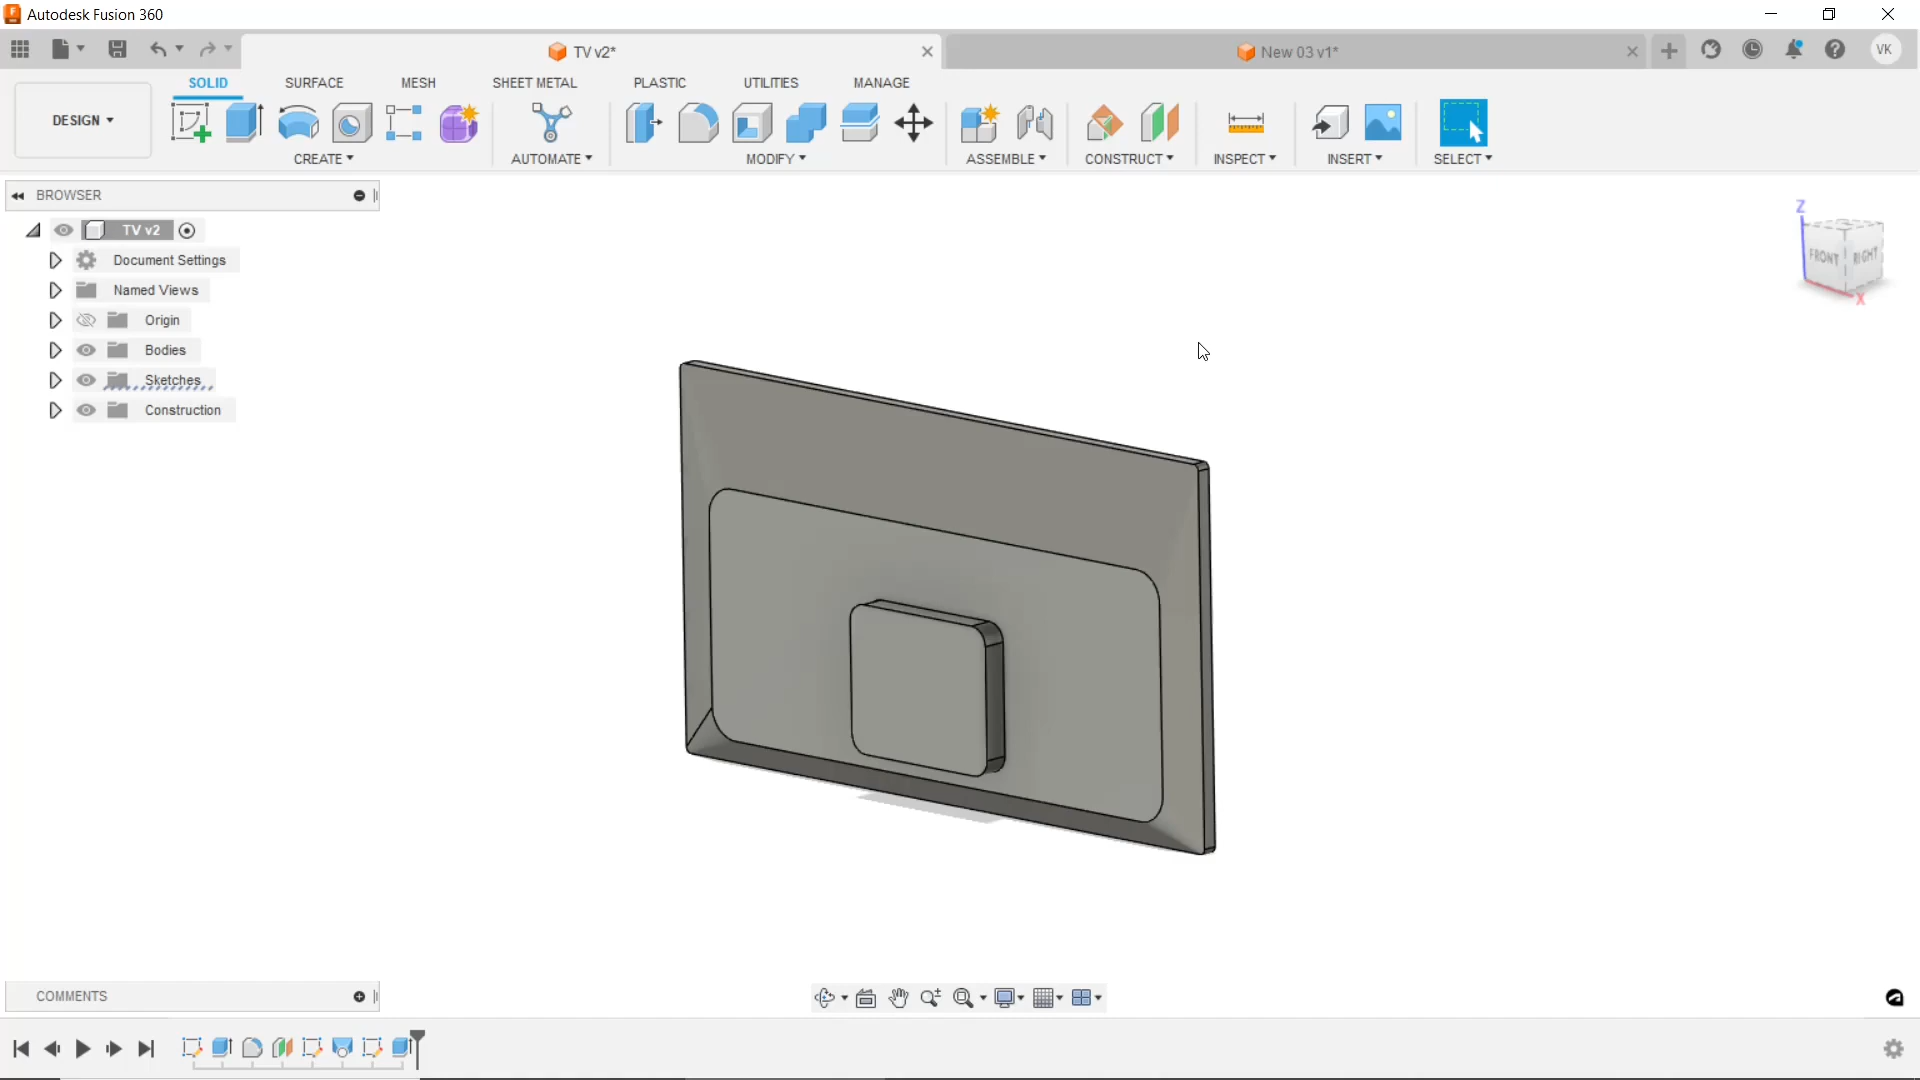 Autodesk Fusion 360
TV v2*
New 03 v1*
VK
SOLID
SURFACE
MESH
SHEET METAL
PLASTIC
UTILITIES
MANAGE
DESIGN
CREATE
AUTOMATE
MODIFY
ASSEMBLE
CONSTRUCT
INSPECT
INSERT
SELECT
BROWSER
TV v2
Document Settings
Named Views
Origin
Bodies
Sketches
Construction
Z
FRONT
RIGHT
X
COMMENTS